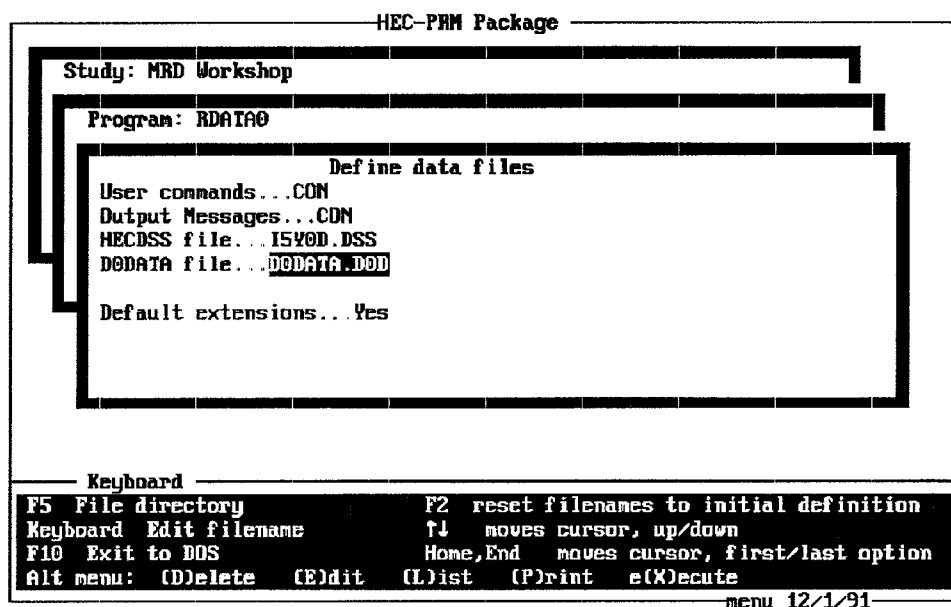 HEC-PRM Package
Study: MRD Workshop
Program: RDATA0
Define data files
User commands...CON
Output Messages...CON
HECDSS file...I5Y0D.DSS
D0DATA file...D0DATA.D0D
Default extensions...Yes
Keyboard
F5 File directory F2 reset filenames to initial definition
Keyboard Edit filename ↑↓ moves cursor, up/down
F10 Exit to DOS Home,End moves cursor, first/last option
Alt menu: (D)elete (E)dit (L)ist (P)rint e(X)ecute
menu 12/1/91